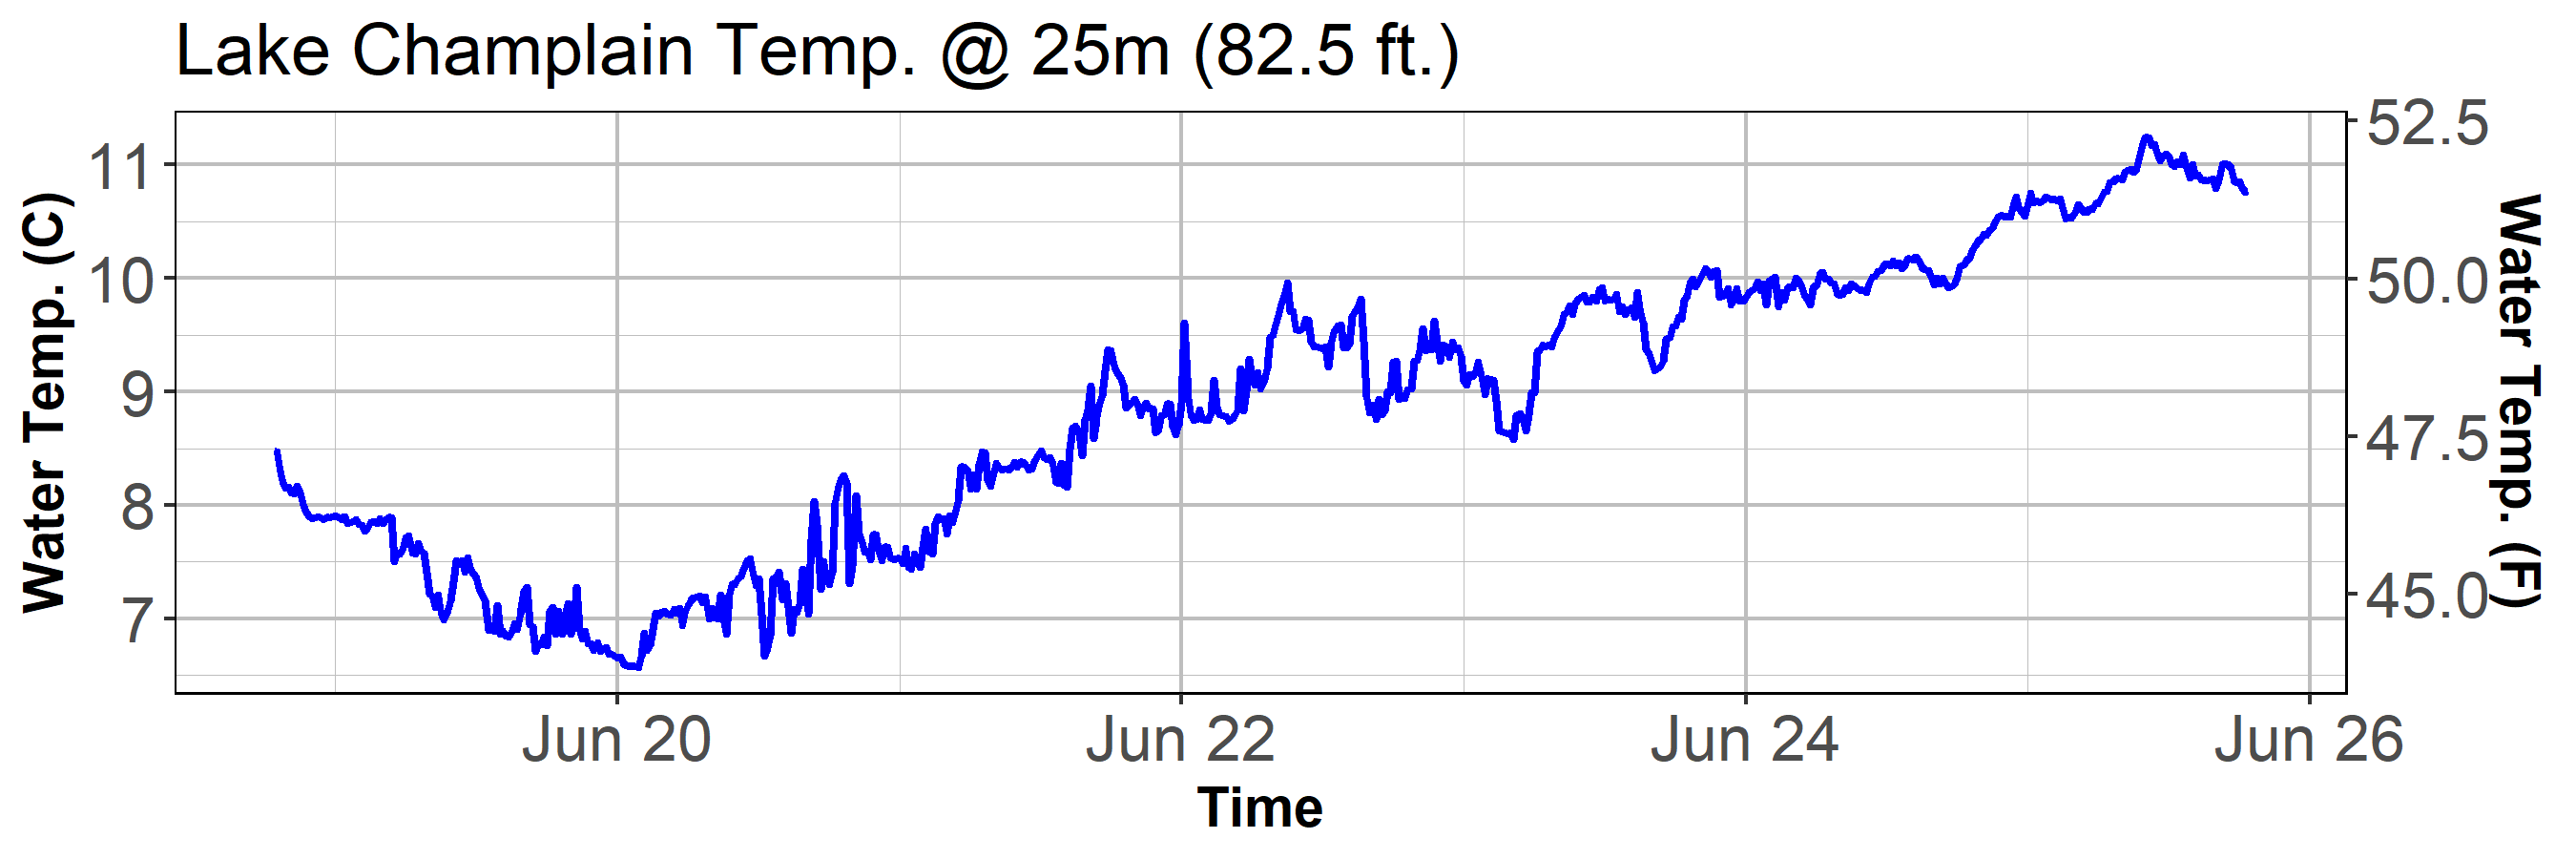 Lake Champlain Temp. @ 25m (82.5 ft.)
Water Temp. (C)
11
10
9
8
7
52.5
50.0
47.5
45.0
Water Temp. (F)
Jun 20
Jun 22
Jun 24
Jun 26
Time